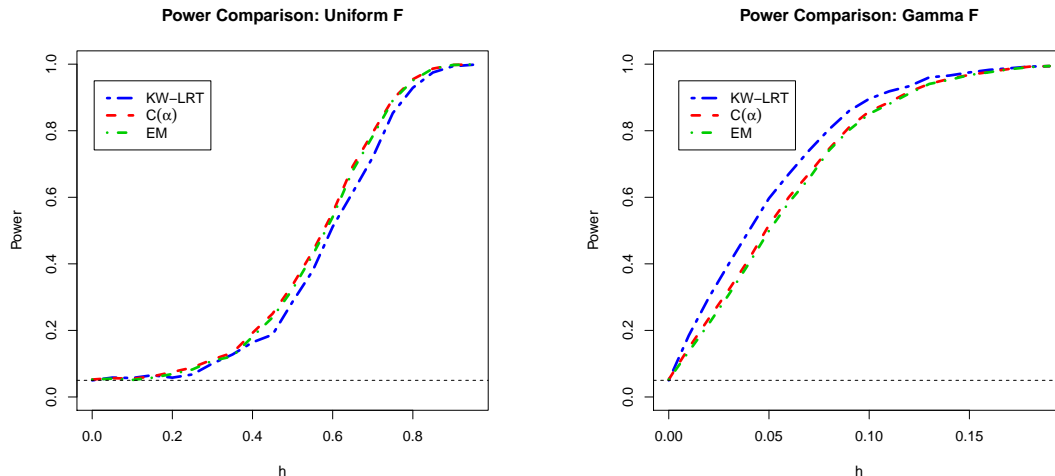 Power Comparison: Uniform F
Power
1.0
0.8
0.6
0.4
0.2
0.0
KW−LRT
C(α)
EM
0.0 0.2 0.4 0.6 0.8
h
Power Comparison: Gamma F
Power
1.0
0.8
0.6
0.4
0.2
0.0
KW−LRT
C(α)
EM
0.00 0.05 0.10 0.15
h